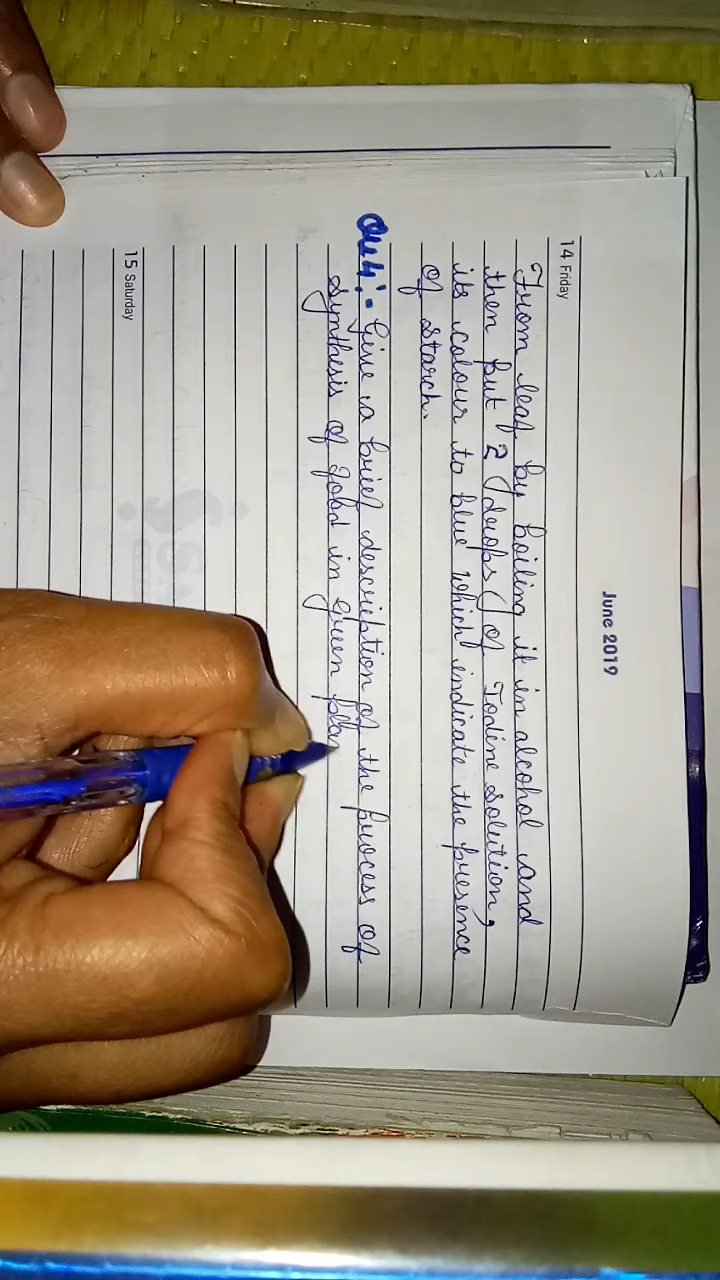 June 2019
14 Friday
From leaf by boiling it in alcohol and
then put 2 drops of Iodine solution,
its colour to blue which indicate the presence
of starch.
Qu4:- Give a brief description of the process of
synthesis of food in green pla
15 Saturday